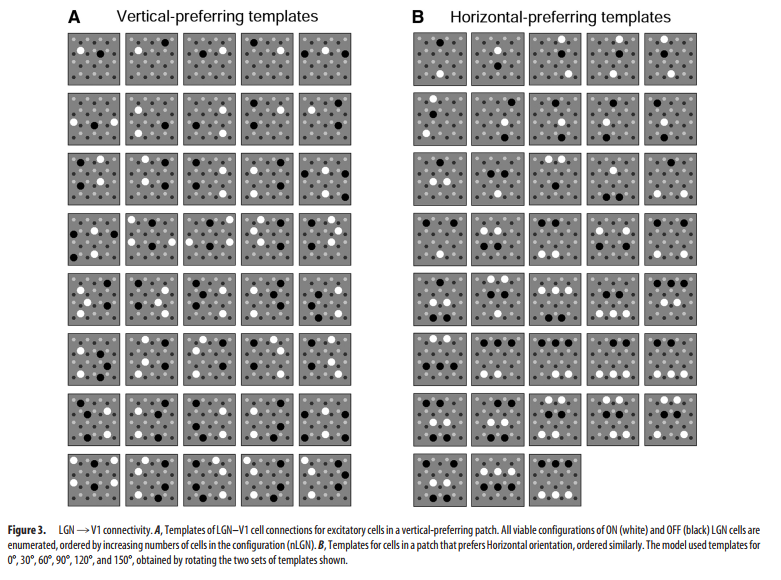 A Vertical-preferring templates
B Horizontal-preferring templates
Figure 3. LGN → V1 connectivity. A, Templates of LGN–V1 cell connections for excitatory cells in a vertical-preferring patch. All viable configurations of ON (white) and OFF (black) LGN cells are
enumerated, ordered by increasing numbers of cells in the configuration (nLGN). B, Templates for cells in a patch that prefers Horizontal orientation, ordered similarly. The model used templates for
0°, 30°, 60°, 90°, 120°, and 150°, obtained by rotating the two sets of templates shown.